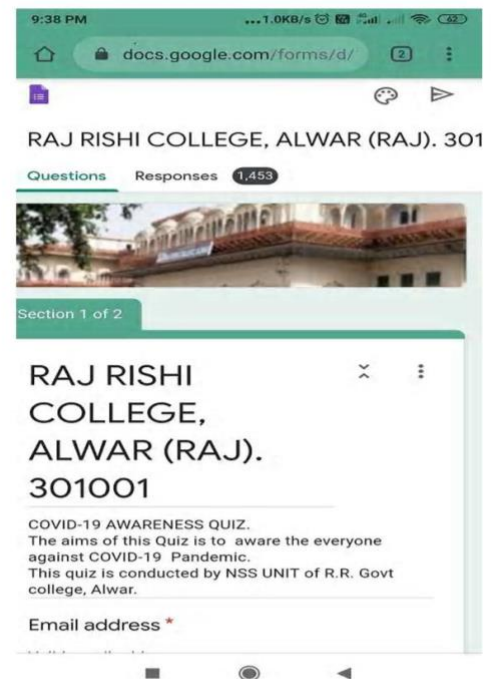 9:38 PM
...1.0KB/s 62
docs.google.com/forms/d/ 2
RAJ RISHI COLLEGE, ALWAR (RAJ). 301
Questions Responses 1,453
Section 1 of 2
RAJ RISHI
COLLEGE,
ALWAR (RAJ).
301001
COVID-19 AWARENESS QUIZ.
The aims of this Quiz is to aware the everyone
against COVID-19 Pandemic.
This quiz is conducted by NSS UNIT of R.R. Govt
college, Alwar.
Email address *